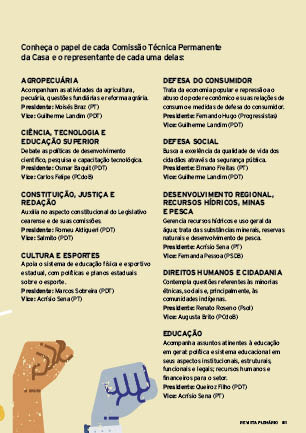 Conheça o papel de cada Comissão Técnica Permanente
da Casa e o representante de cada uma delas:
AGROPECUÁRIA
Acompanham as atividades da agricultura,
pecuária, questões fundiárias e reforma agrária.
Presidente: Moisés Braz (PT)
Vice: Guilherme Landim (PDT)
CIÊNCIA, TECNOLOGIA E
EDUCAÇÃO SUPERIOR
Debate as políticas de desenvolvimento
científico, pesquisa e capacitação tecnológica.
Presidente: Osmar Baquit (PDT)
Vice: Carlos Felipe (PCdoB)
CONSTITUIÇÃO, JUSTIÇA E
REDAÇÃO
Auxilia no aspecto constitucional do Legislativo
cearense e de suas comissões.
Presidente: Romeu Aldigueri (PDT)
Vice: Salmito (PDT)
CULTURA E ESPORTES
Apoia o sistema de educação física e esportivo
estadual, com políticas e planos estaduais
sobre o esporte.
Presidente: Marcos Sobreira (PDT)
Vice: Acrísio Sena (PT)
DEFESA DO CONSUMIDOR
Trata da economia popular e repressão ao
abuso do poder econômico e suas relações de
consumo e medidas de defesa do consumidor.
Presidente: Fernando Hugo (Progressistas)
Vice: Guilherme Landim (PDT)
DEFESA SOCIAL
Busca a excelência da qualidade de vida dos
cidadãos através da segurança pública.
Presidente: Elmano Freitas (PT)
Vice: Guilherme Landim (PDT)
DESENVOLVIMENTO REGIONAL,
RECURSOS HÍDRICOS, MINAS
E PESCA
Gerencia recursos hídricos e uso geral da
água; trata das substâncias minerais, reservas
naturais e desenvolvimento de pesca.
Presidente: Acrísio Sena (PT)
Vice: Fernanda Pessoa (PSDB)
DIREITOS HUMANOS E CIDADANIA
Contempla questões referentes às minorias
étnicas, sociais e, principalmente, às
comunidades indígenas.
Presidente: Renato Roseno (Psol)
Vice: Augusta Brito (PCdoB)
EDUCAÇÃO
Acompanha assuntos atinentes à educação
em geral; política e sistema educacional em
seus aspectos institucionais, estruturais,
funcionais e legais; recursos humanos e
financeiros para o setor.
Presidente: Queiroz Filho (PDT)
Vice: Acrísio Sena (PT)
REVISTA PLENÁRIO